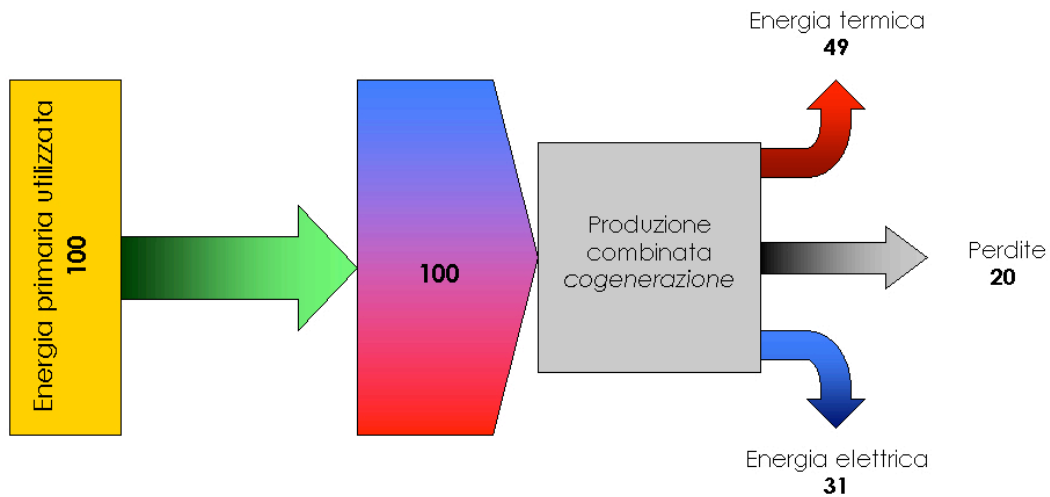 Energia primaria utilizzata
100
100
Produzione
combinata
cogenerazione
Energia termica
49
Perdite
20
Energia elettrica
31